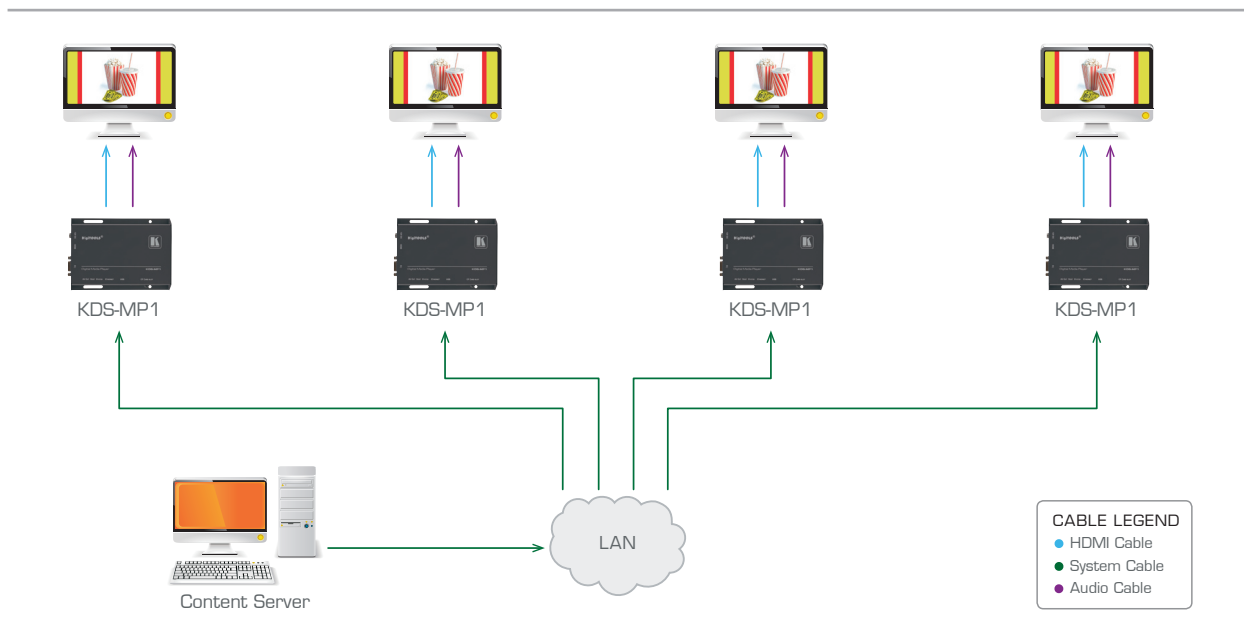 KDS-MP1
KDS-MP1
KDS-MP1
KDS-MP1
LAN
Content Server
CABLE LEGEND
HDMI Cable
System Cable
Audio Cable